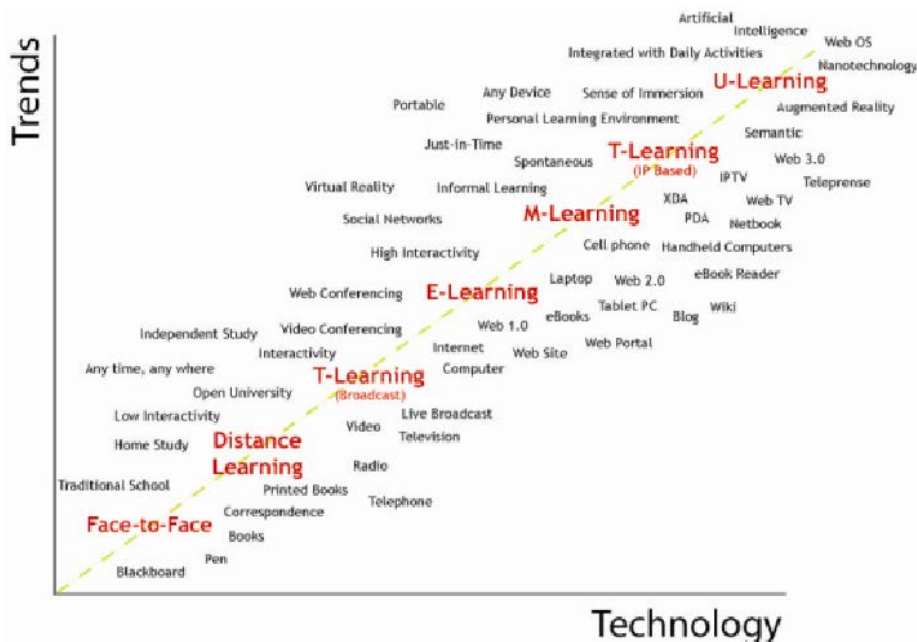 Artificial
Intelligence
Web OS
Integrated with Daily Activities
Nanotechnology
U-Learning
Any Device
Sense of Immersion
Portable
Augmented Reality
Personal Learning Environment
Semantic
Just-in-Time
T-Learning
(IP Based)
Spontaneous
Web 3.0
IPTV
Teleprense
Virtual Reality
Informal Learning
XDA
Web TV
M-Learning
Social Networks
PDA
Netbook
Cell phone
Handheld Computers
High Interactivity
eBook Reader
Laptop
Web 2.0
E-Learning
Web Conferencing
Tablet PC
Wiki
eBooks
Blog
Independent Study
Video Conferencing
Web 1.0
Web Portal
Internet
Web Site
Interactivity
Any time, any where
Computer
T-Learning
(Broadcast)
Open University
Low Interactivity
Live Broadcast
Video
Television
Home Study
Distance
Learning
Radio
Traditional School
Printed Books
Telephone
Correspondence
Face-to-Face
Books
Pen
Blackboard
Trends
Technology